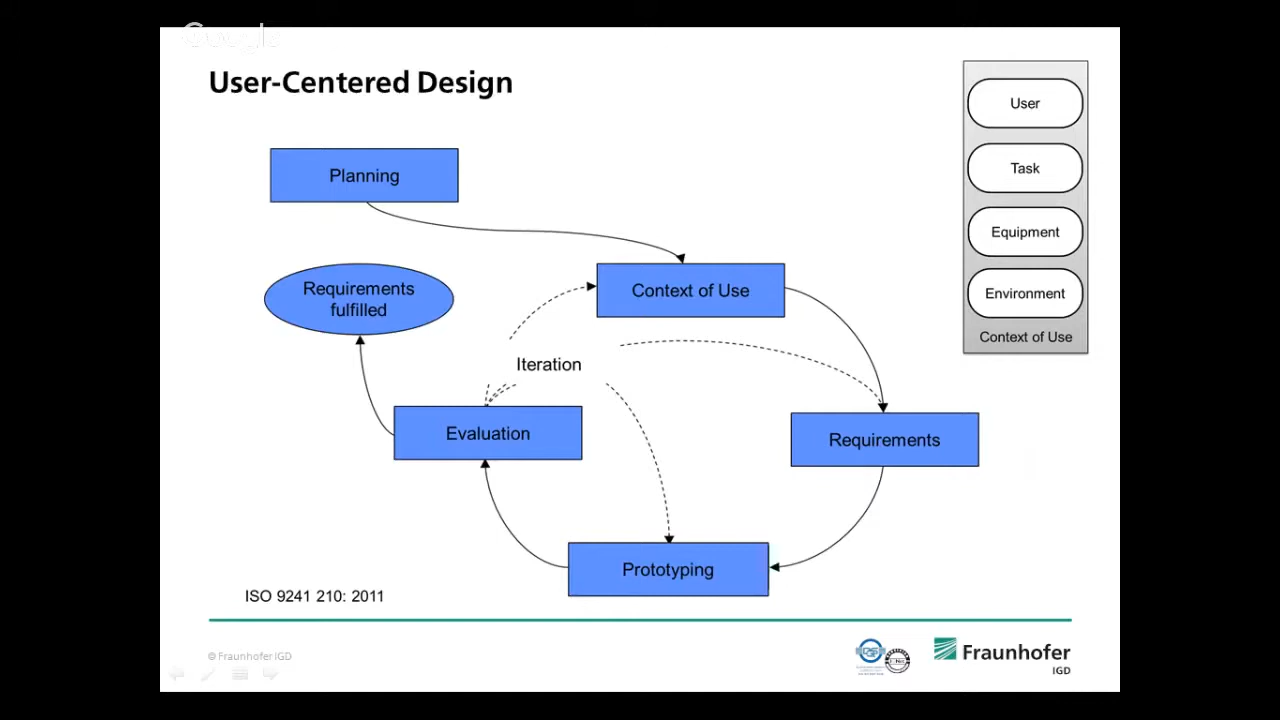 Google
User-Centered Design
User
Planning
Task
Equipment
Context of Use
Requirements
fulfilled
Environment
Context of Use
Iteration
Evaluation
Requirements
Prototyping
ISO 9241 210: 2011
© Fraunhofer IGD
Fraunhofer
IGD